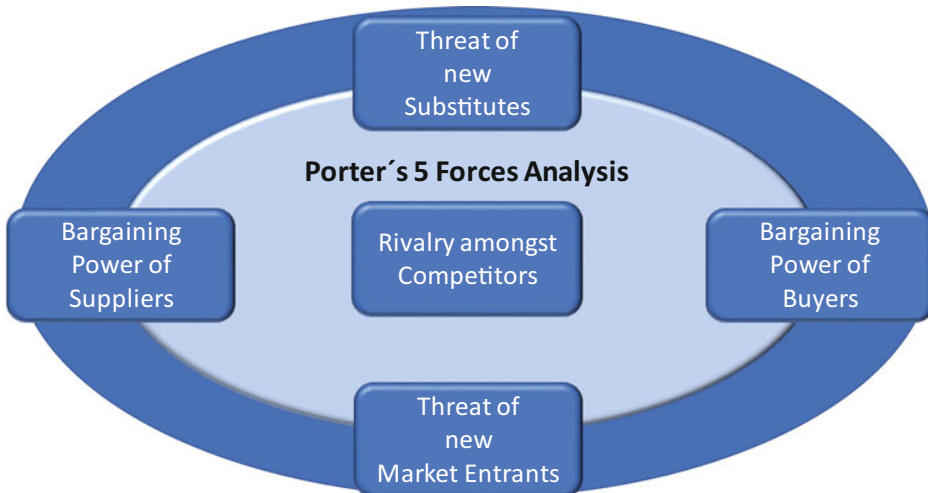 Threat of
new
Substitutes
Porter´s 5 Forces Analysis
Bargaining
Power of
Suppliers
Rivalry amongst
Competitors
Bargaining
Power of
Buyers
Threat of
new
Market Entrants